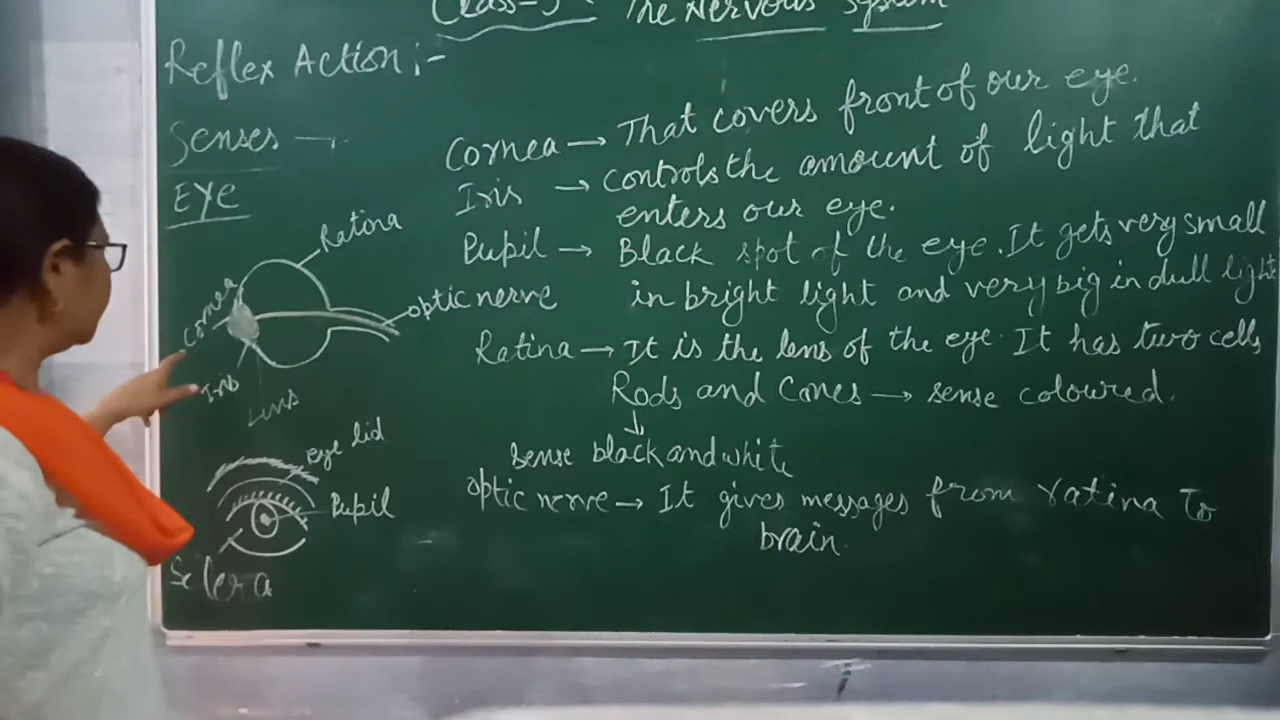 Class-5 The Nervous System
Reflex Action:-
Senses →
EYE
Cornea → That covers front of our eye.
Iris → controls the amount of light that
enters our eye.
Pupil → Black spot of the eye. It gets very small
in bright light and very big in dull light
Ratina → It is the lens of the eye. It has two cells
Rods and Cones → sense coloured.
↓
sense black and white
optic nerve → It gives messages from ratina to
brain.
Ratina
Cornea
optic nerve
Iris
Lens
eye lid
Pupil
Sclera